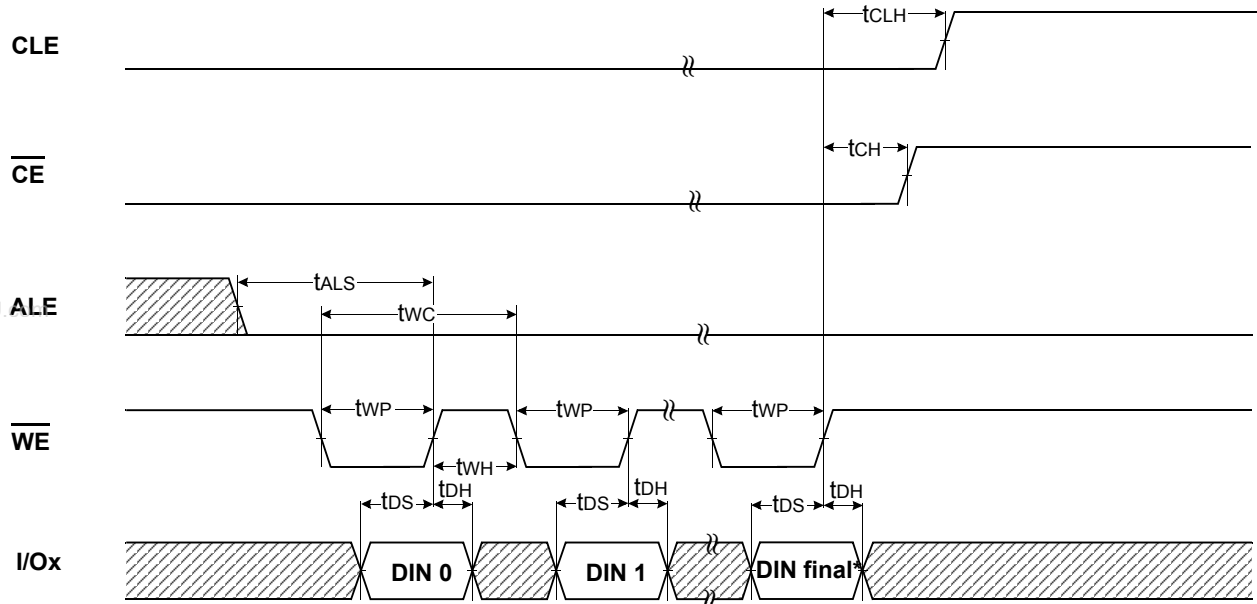 CLE
tCLH
CE
tCH
ALE
tALS
tWC
WE
tWP
tWP
tWP
tWH
tDS
tDH
tDS
tDH
tDS
tDH
I/Ox
DIN 0
DIN 1
DIN final*